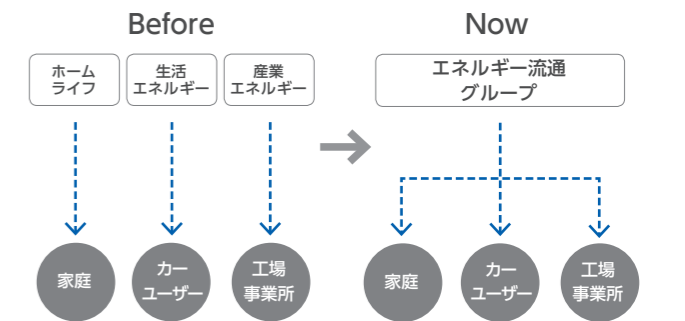 Before
ホーム
ライフ
生活
エネルギー
産業
エネルギー
家庭
カー
ユーザー
工場
事業所
Now
エネルギー流通
グループ
家庭
カー
ユーザー
工場
事業所